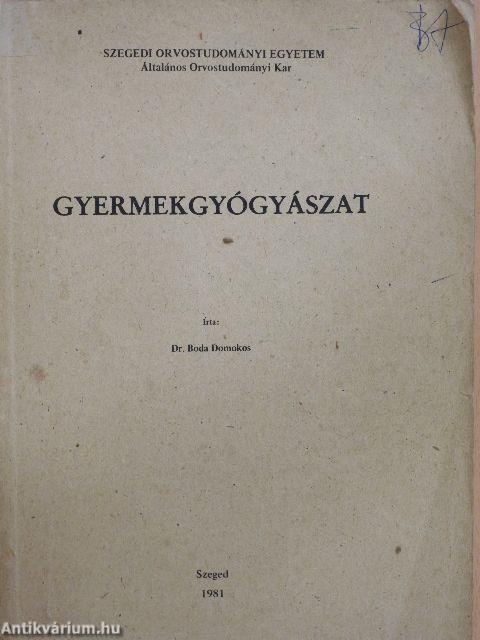 SZEGEDI ORVOSTUDOMÁNYI EGYETEM
Általános Orvostudományi Kar
GYERMEKGYÓGYÁSZAT
Írta:
Dr. Boda Domokos
Szeged
1981
Antikvárium.hu